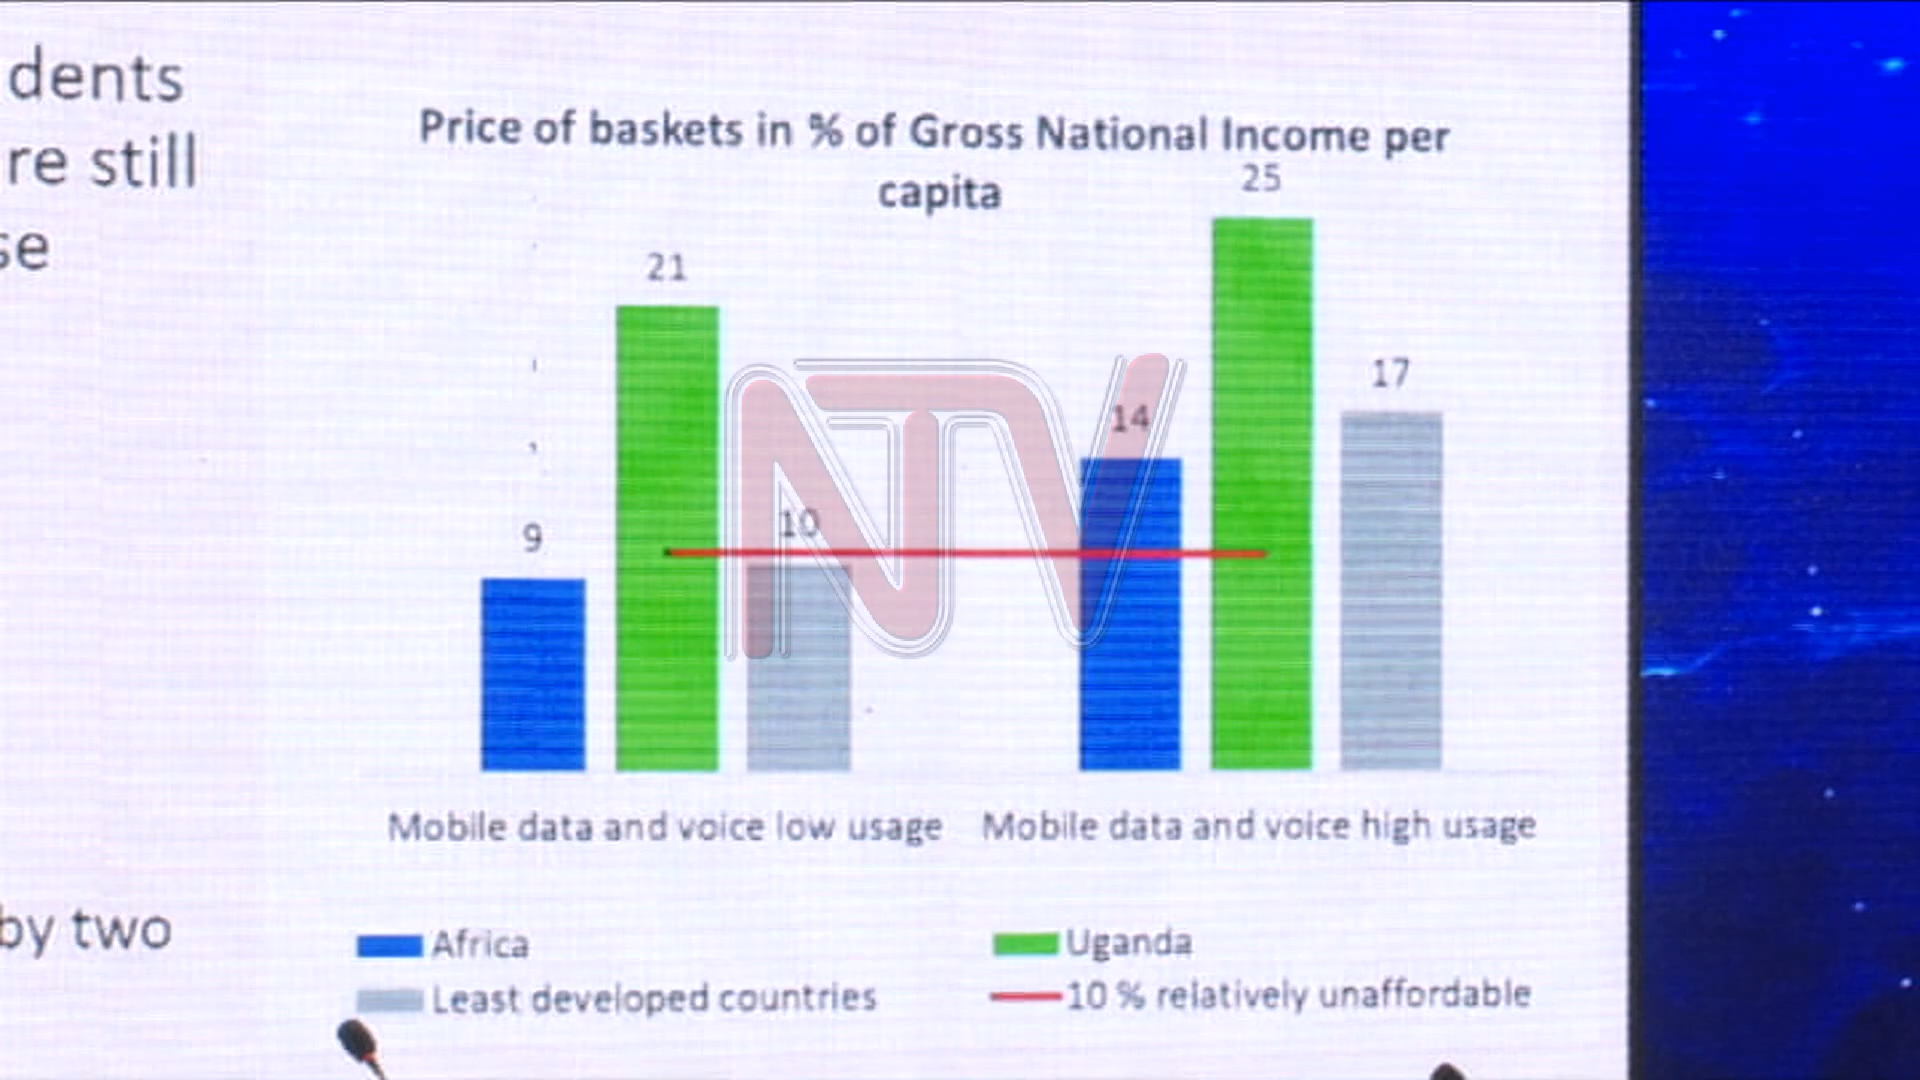 dents
re still
se
by two
Price of baskets in % of Gross National Income per
capita
25
21
17
14
10
9
NTV
Mobile data and voice low usage
Mobile data and voice high usage
Africa
Uganda
Least developed countries
10 % relatively unaffordable